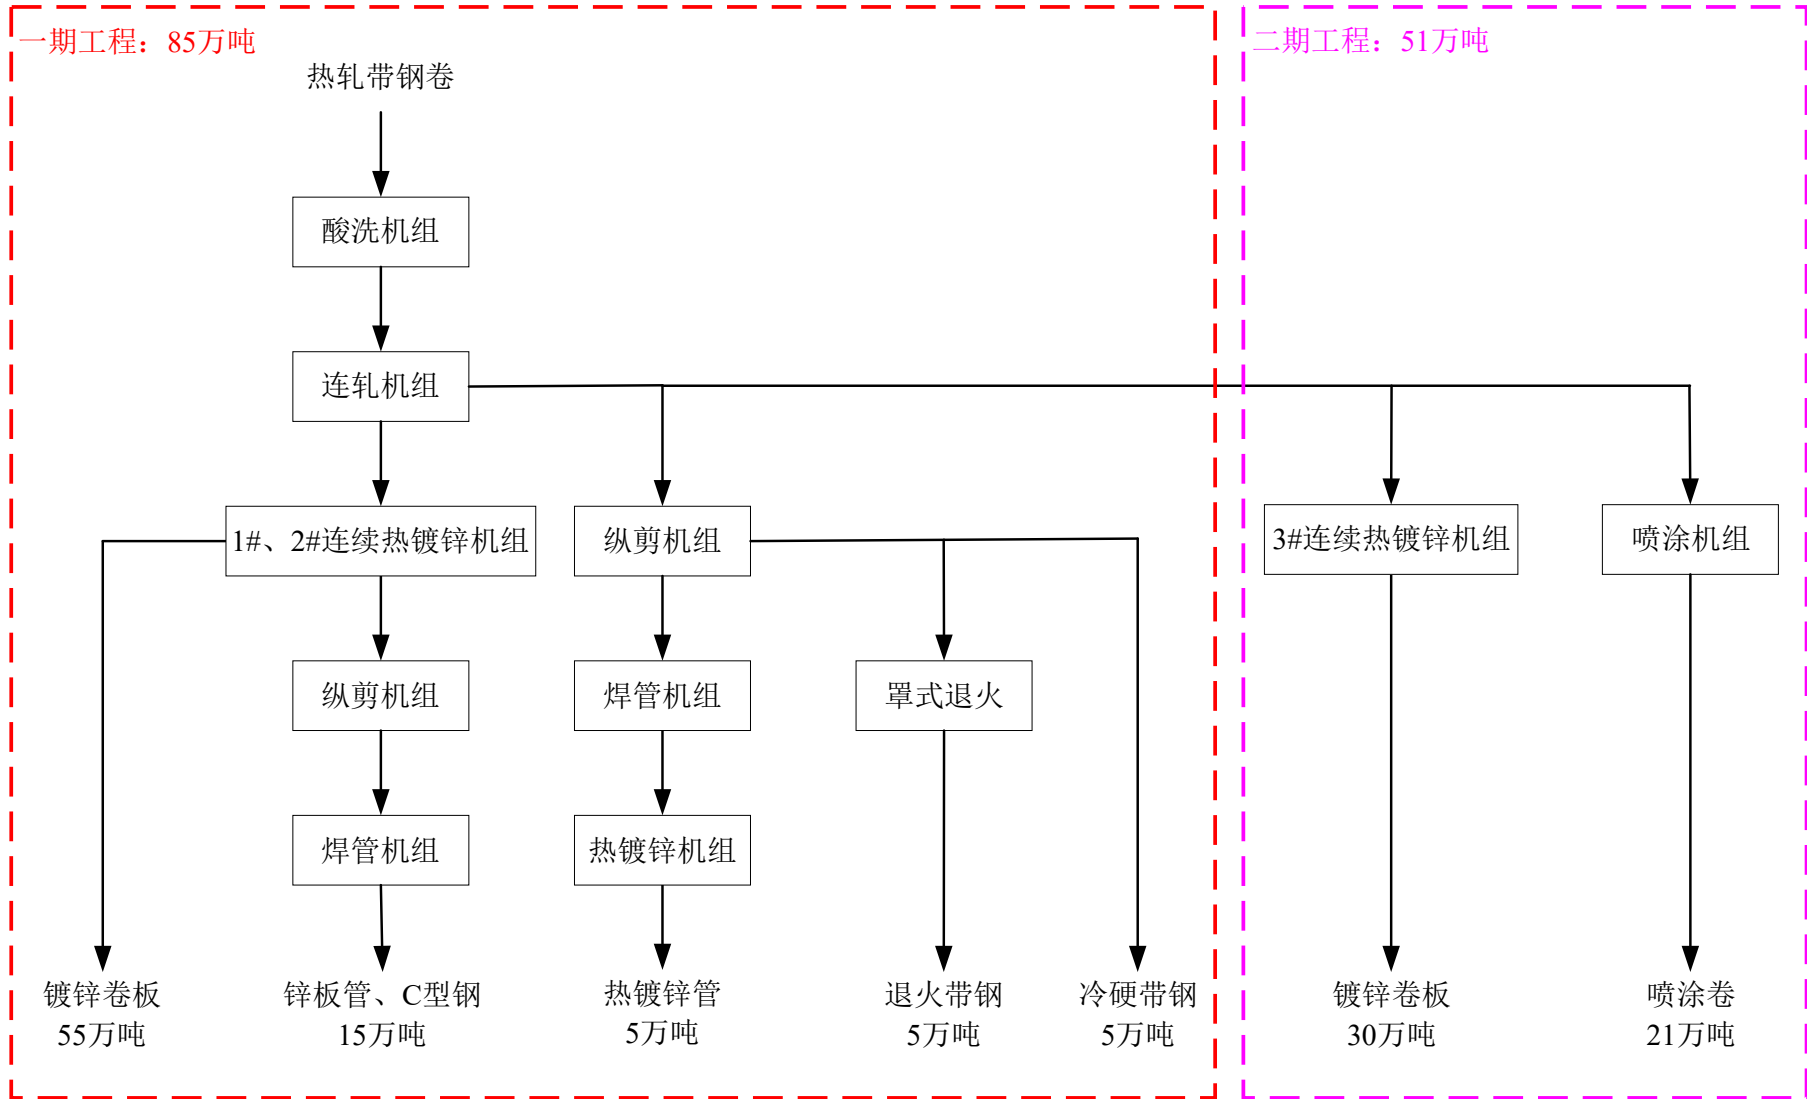 一期工程：85万吨
二期工程：51万吨
热轧带钢卷
酸洗机组
连轧机组
1#、2#连续热镀锌机组
纵剪机组
3#连续热镀锌机组
喷涂机组
纵剪机组
焊管机组
罩式退火
焊管机组
热镀锌机组
镀锌卷板
55万吨
锌板管、C型钢
15万吨
热镀锌管
5万吨
退火带钢
5万吨
冷硬带钢
5万吨
镀锌卷板
30万吨
喷涂卷
21万吨